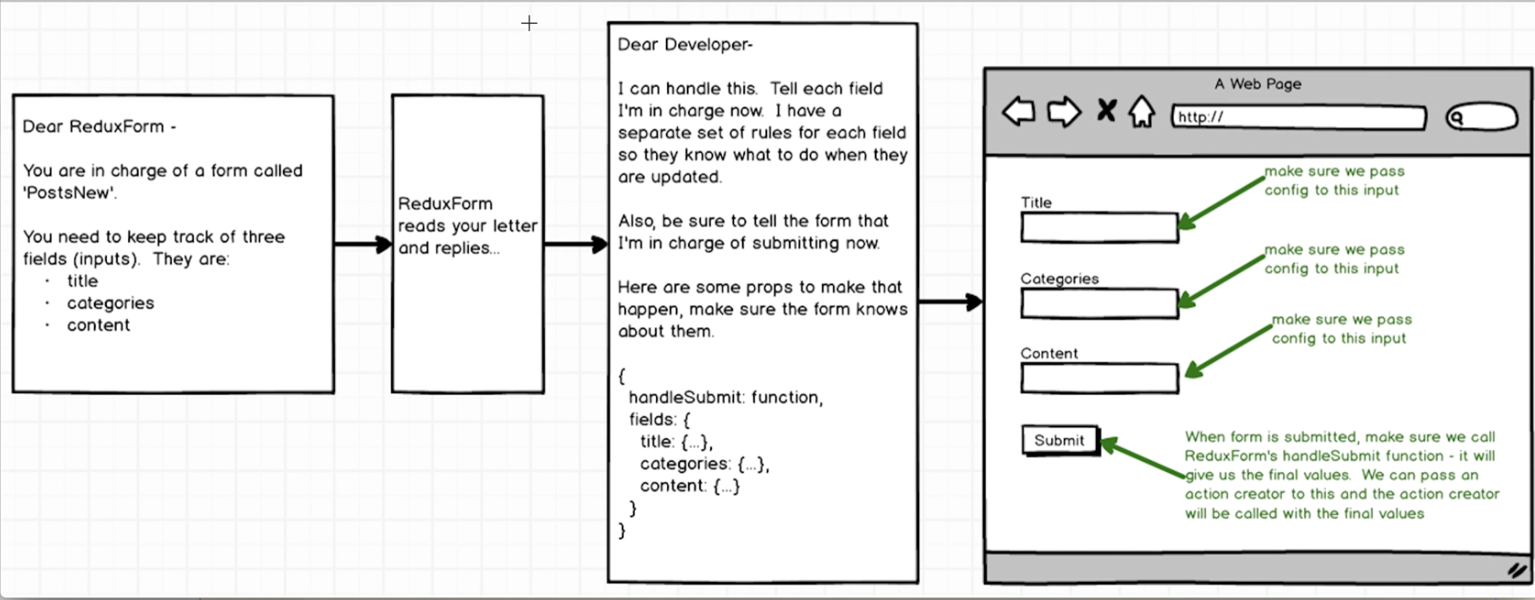 Dear ReduxForm -
You are in charge of a form called
'PostsNew'.
You need to keep track of three
fields (inputs).  They are:
· title
· categories
· content
ReduxForm
reads your letter
and replies...
Dear Developer-
I can handle this.  Tell each field
I'm in charge now.  I have a
separate set of rules for each field
so they know what to do when they
are updated.
Also, be sure to tell the form that
I'm in charge of submitting now.
Here are some props to make that
happen, make sure the form knows
about them.
{
handleSubmit: function,
fields: {
title: {...},
categories: {...},
content: {...}
}
}
A Web Page
http://
make sure we pass
config to this input
Title
make sure we pass
config to this input
Categories
make sure we pass
config to this input
Content
Submit
When form is submitted, make sure we call
ReduxForm's handleSubmit function - it will
give us the final values.  We can pass an
action creator to this and the action creator
will be called with the final values